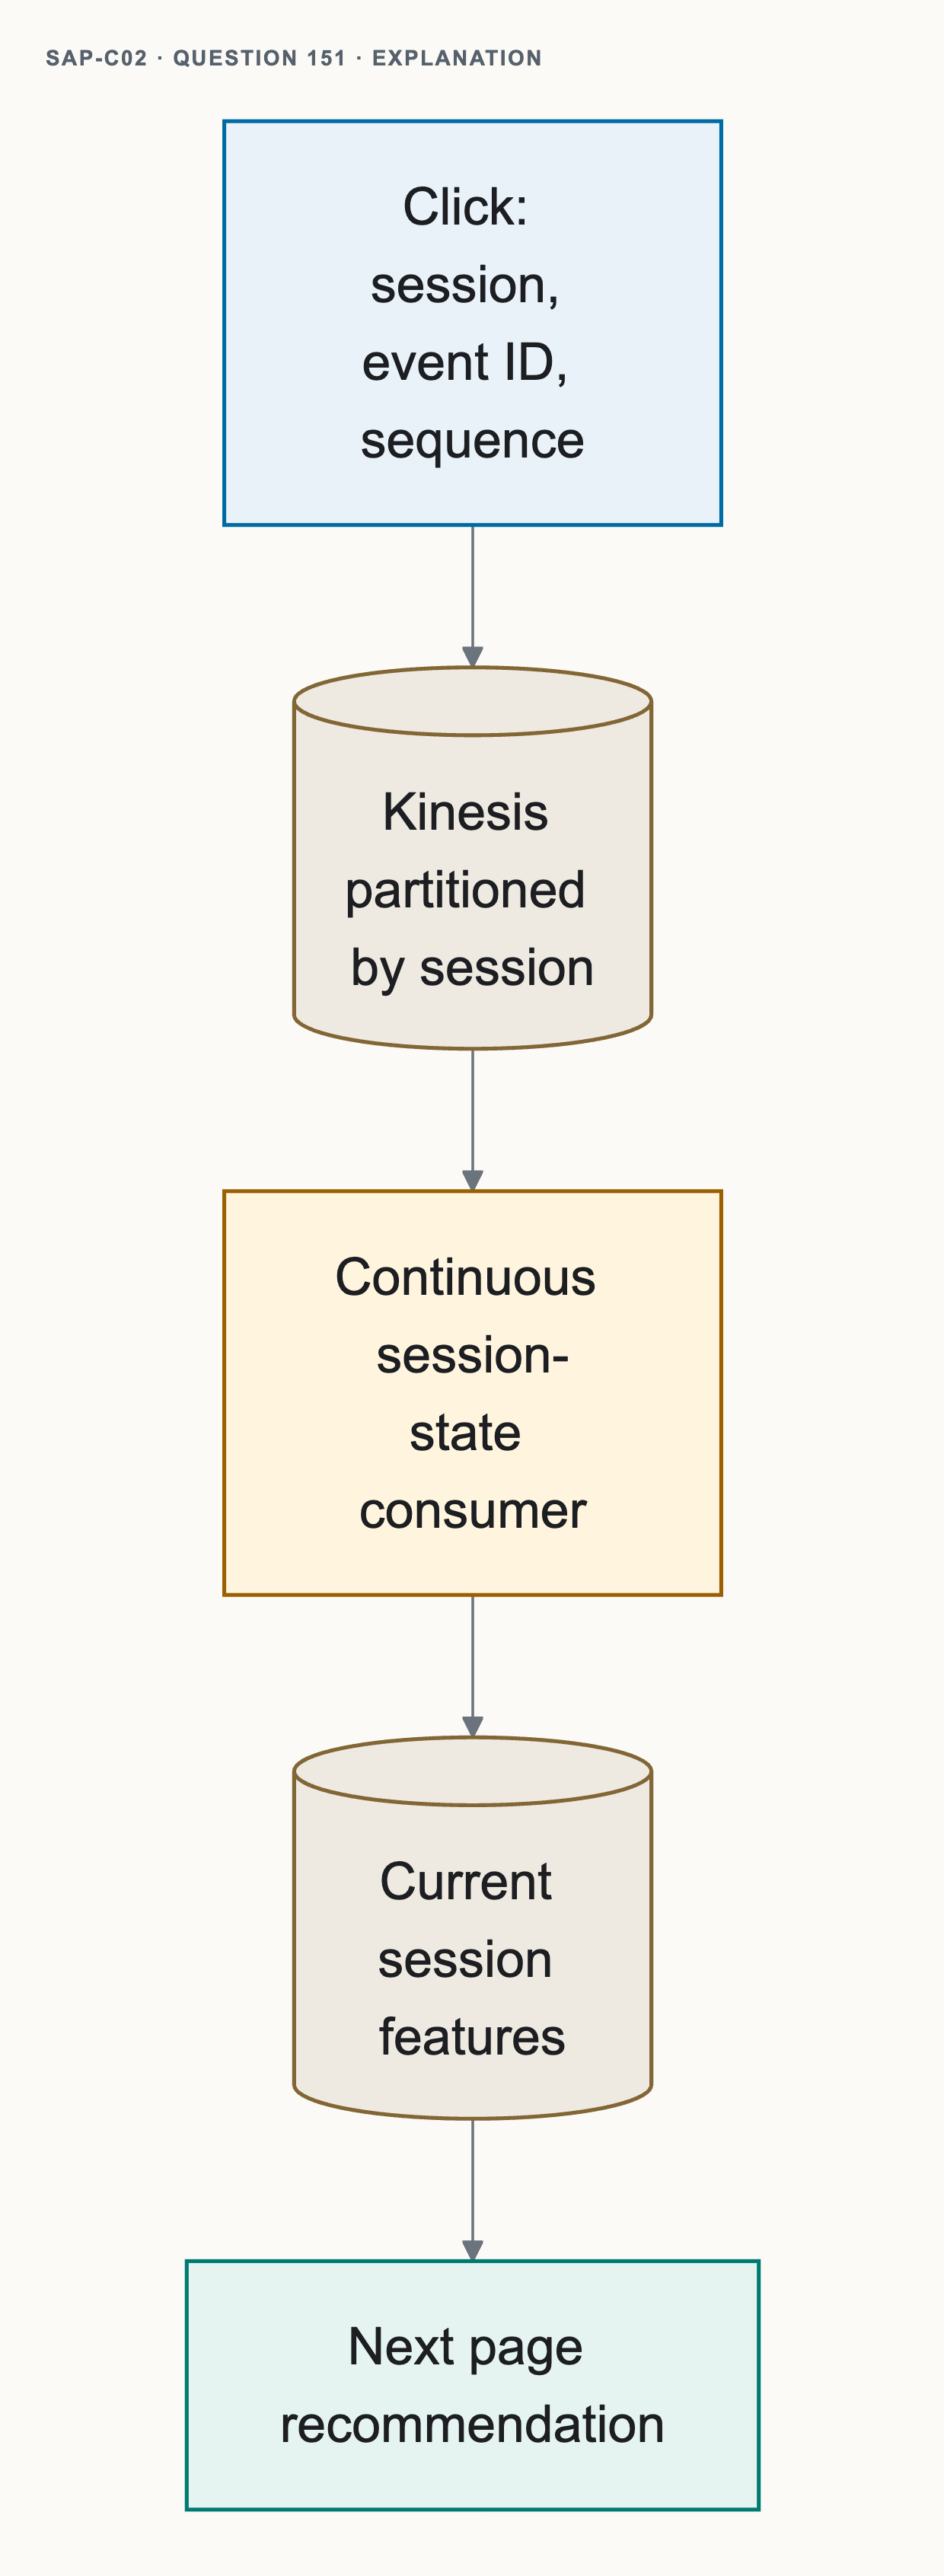 SAP-C02 · QUESTION 151 · EXPLANATION
Click:
session,
event ID,
sequence
Kinesis
partitioned
by session
Continuous
session-
state
consumer
Current
session
features
Next page
recommendation